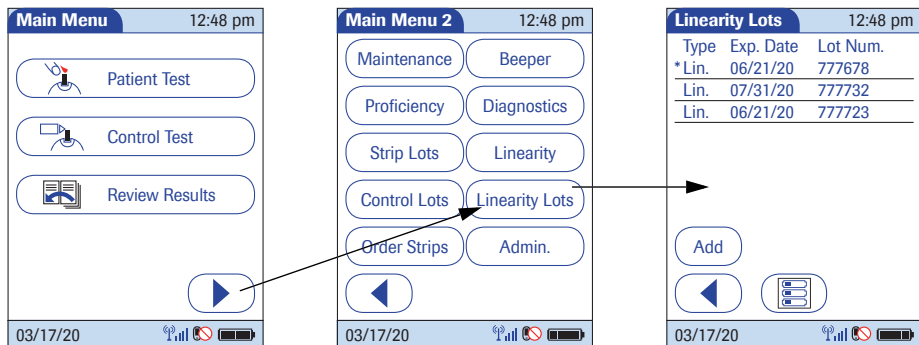 Main Menu 12:48 pm
Patient Test
Control Test
Review Results
03/17/20
Main Menu 2 12:48 pm
Maintenance Beeper
Proficiency Diagnostics
Strip Lots Linearity
Control Lots Linearity Lots
Order Strips Admin.
03/17/20
Linearity Lots 12:48 pm
Type Exp. Date Lot Num.
*Lin. 06/21/20 777678
Lin. 07/31/20 777732
Lin. 06/21/20 777723
Add
03/17/20